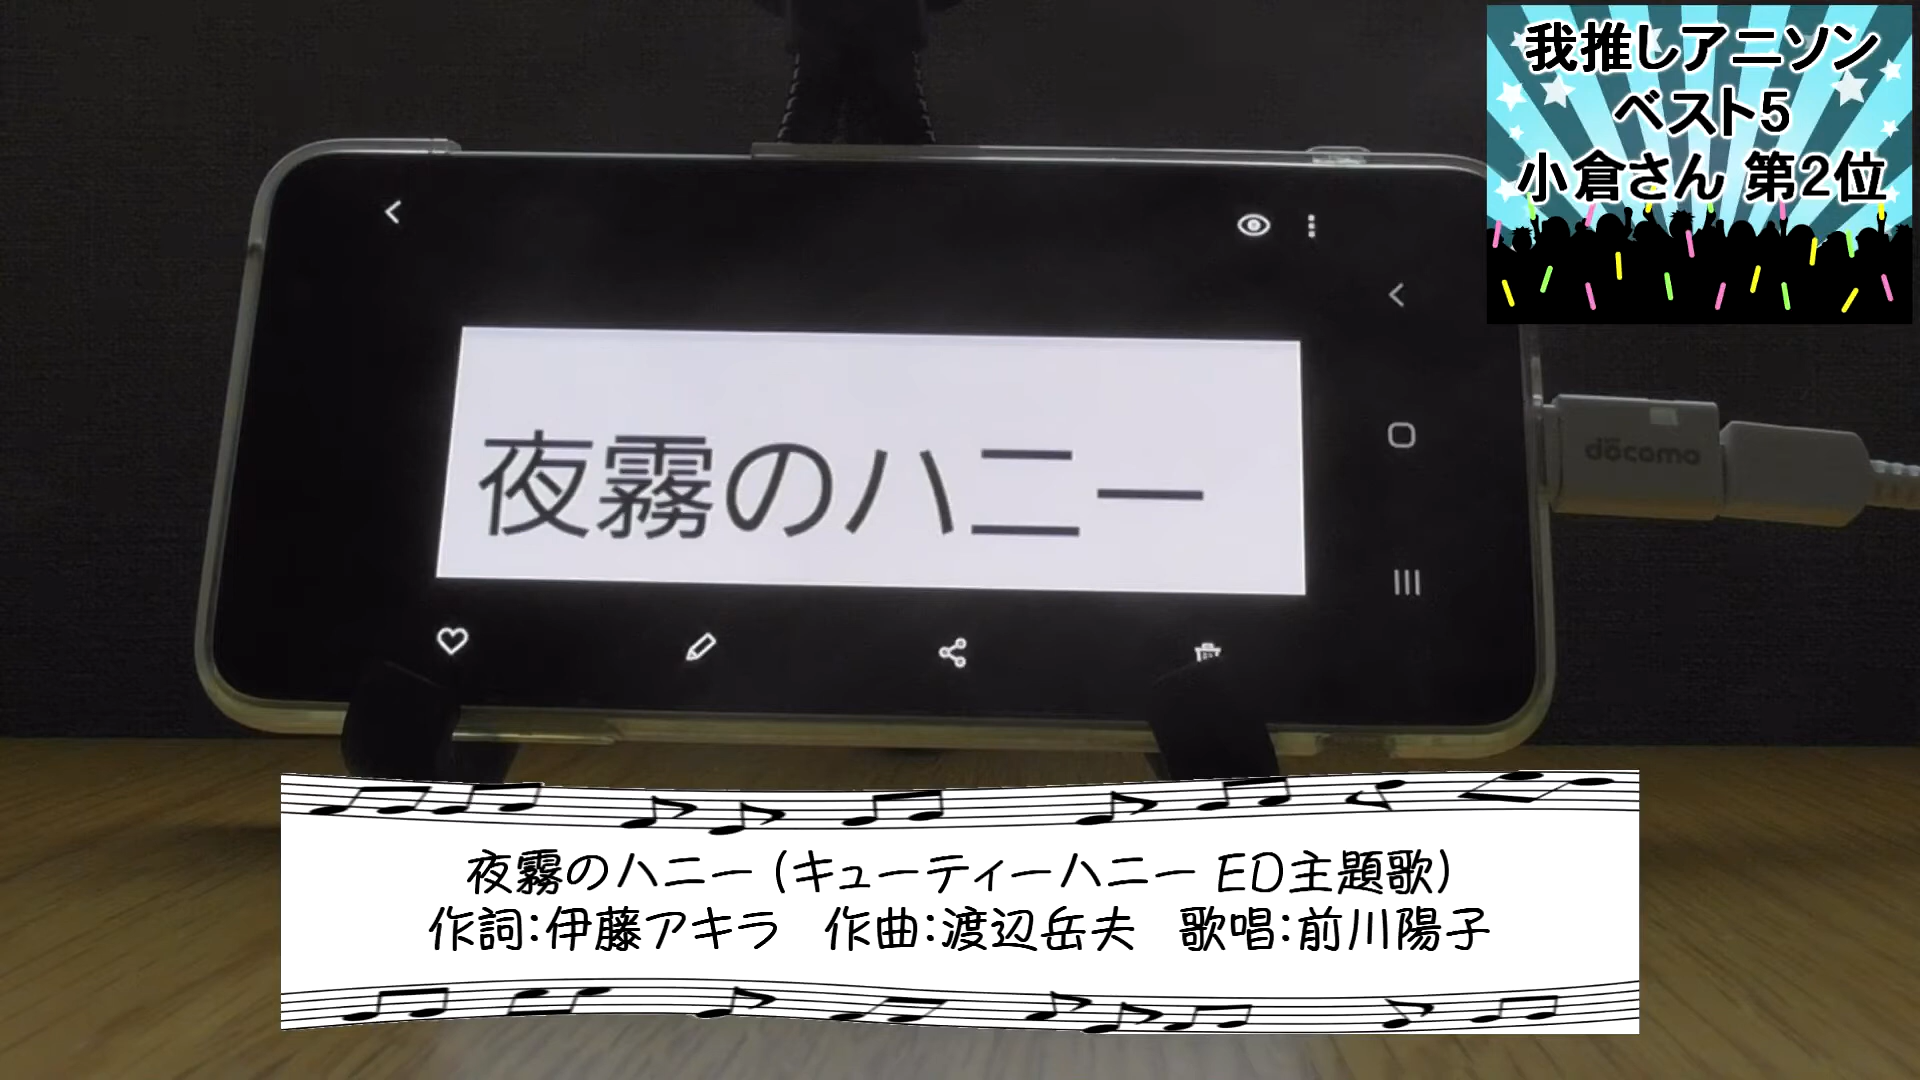 我推しアニソン
ベスト5
小倉さん 第2位
夜霧のハニー
döcomo
夜霧のハニー (キューティーハニー ED主題歌)
作詞:伊藤アキラ 作曲:渡辺岳夫 歌唱:前川陽子